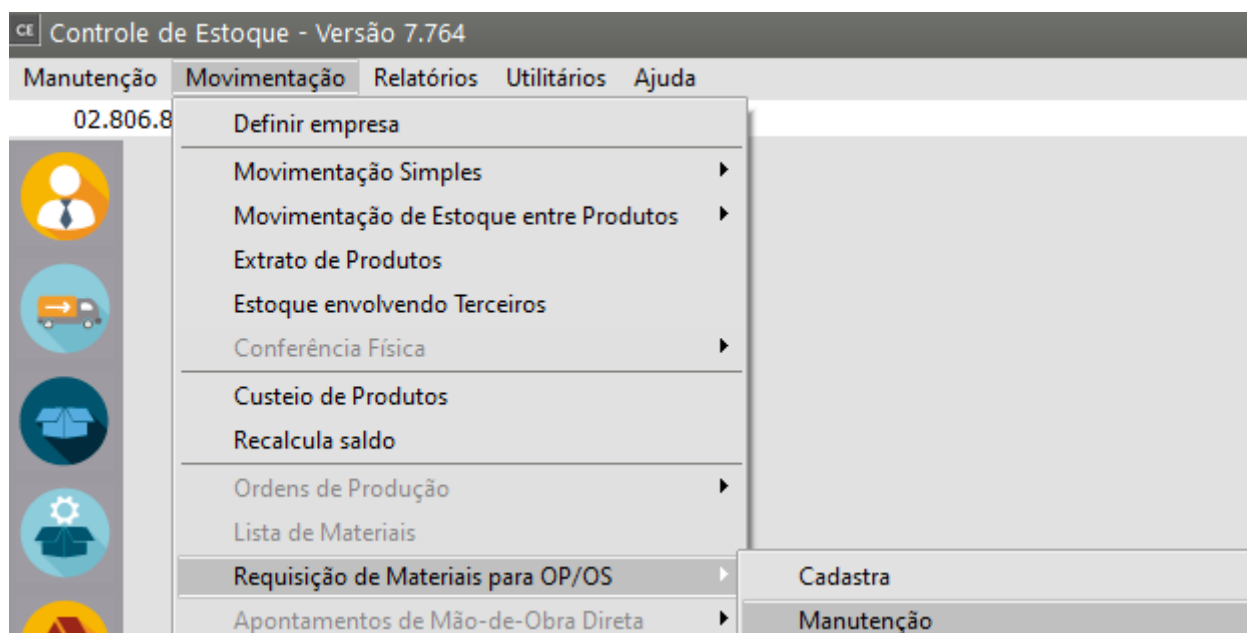 CE Controle de Estoque - Versão 7.764
Manutenção Movimentação Relatórios Utilitários Ajuda
02.806.8
Definir empresa
Movimentação Simples
Movimentação de Estoque entre Produtos
Extrato de Produtos
Estoque envolvendo Terceiros
Conferência Física
Custeio de Produtos
Recalcula saldo
Ordens de Produção
Lista de Materiais
Requisição de Materiais para OP/OS
Cadastra
Apontamentos de Mão-de-Obra Direta
Manutenção